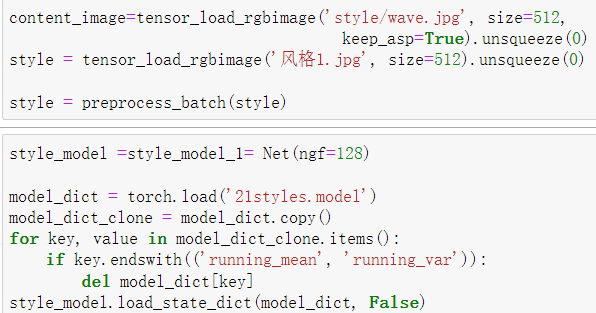 content_image=tensor_load_rgbimage('style/wave.jpg', size=512,
keep_asp=True).unsqueeze(0)
style = tensor_load_rgbimage('风格1.jpg', size=512).unsqueeze(0)
style = preprocess_batch(style)
style_model =style_model_1= Net(ngf=128)
model_dict = torch.load('21styles.model')
model_dict_clone = model_dict.copy()
for key, value in model_dict_clone.items():
if key.endswith(('running_mean', 'running_var')):
del model_dict[key]
style_model.load_state_dict(model_dict, False)